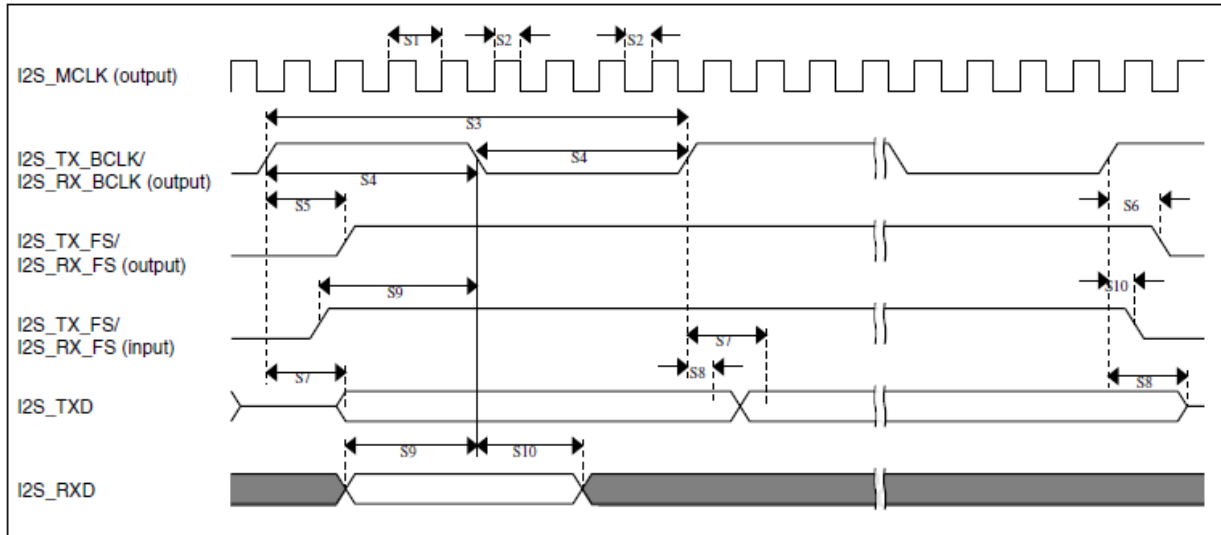 S1
S2
S2
I2S_MCLK (output)
S3
I2S_TX_BCLK/
I2S_RX_BCLK (output)
S4
S4
S5
S6
I2S_TX_FS/
I2S_RX_FS (output)
S9
S10
I2S_TX_FS/
I2S_RX_FS (input)
S7
S7
S8
S8
I2S_TXD
S9
S10
I2S_RXD